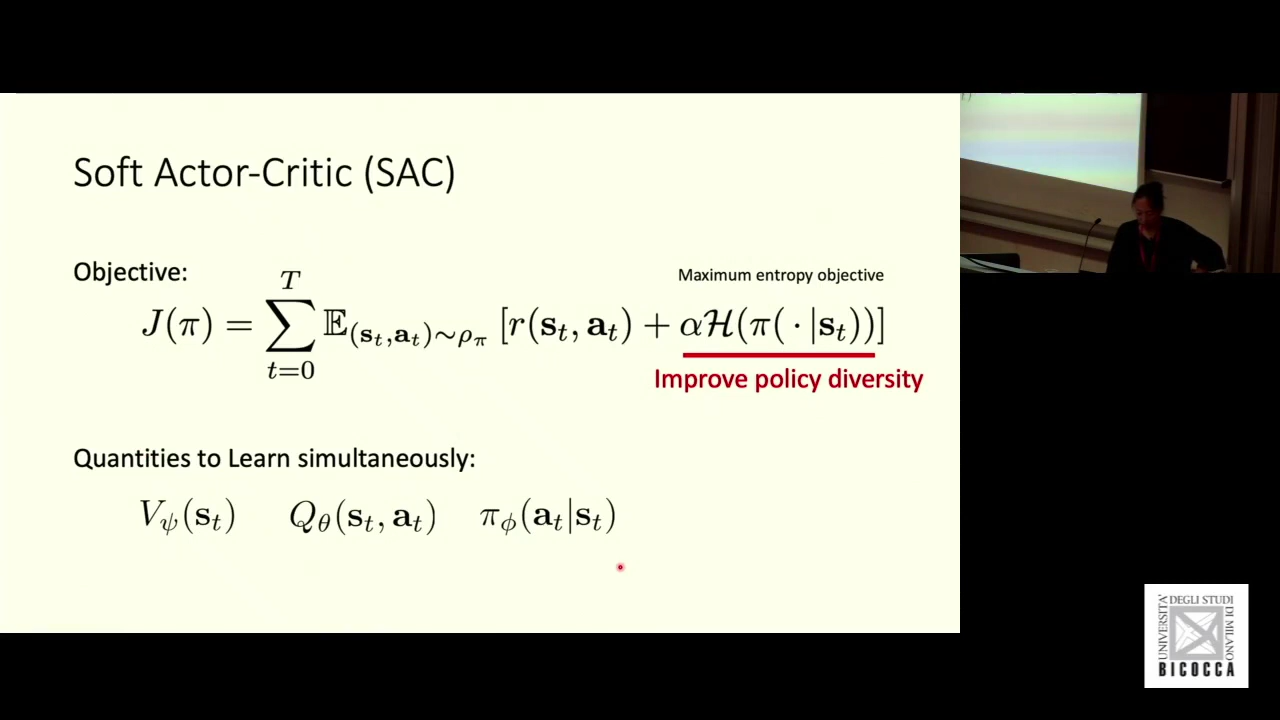 Soft Actor-Critic (SAC)
Objective:
Maximum entropy objective
J(π) = ∑_{t=0}^{T} 𝔼_{(𝐬_t,𝐚_t)∼ρ_π} [r(𝐬_t, 𝐚_t) + αℋ(π( · |𝐬_t))]
Improve policy diversity
Quantities to Learn simultaneously:
V_ψ(𝐬_t) Q_θ(𝐬_t, 𝐚_t) π_ϕ(𝐚_t|𝐬_t)
UNIVERSITÀ
DEGLI STUDI
DI MILANO
BICOCCA